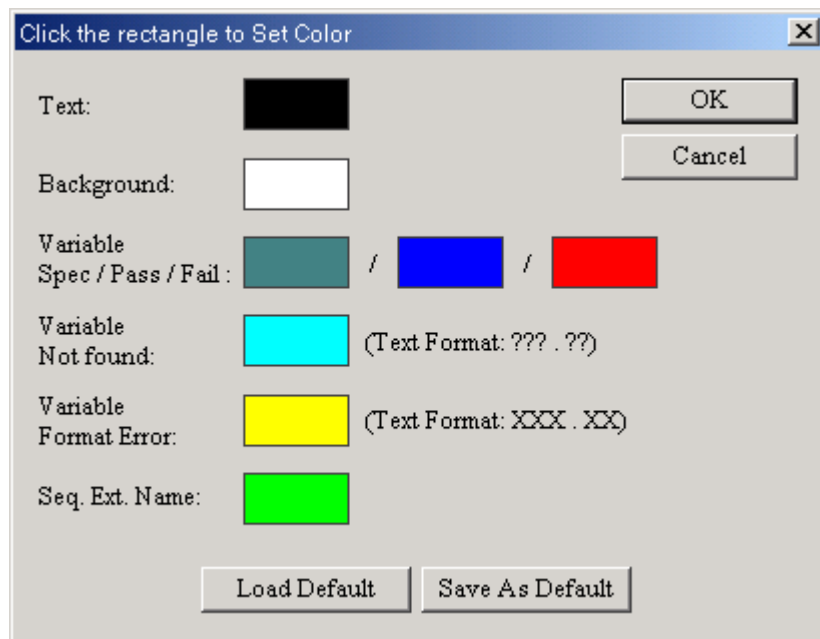 Click the rectangle to Set Color
Text:
OK
Cancel
Background:
Variable
Spec / Pass / Fail : / /
Variable
Not found: (Text Format: ??? . ??)
Variable
Format Error: (Text Format: XXX . XX)
Seq. Ext. Name:
Load Default Save As Default